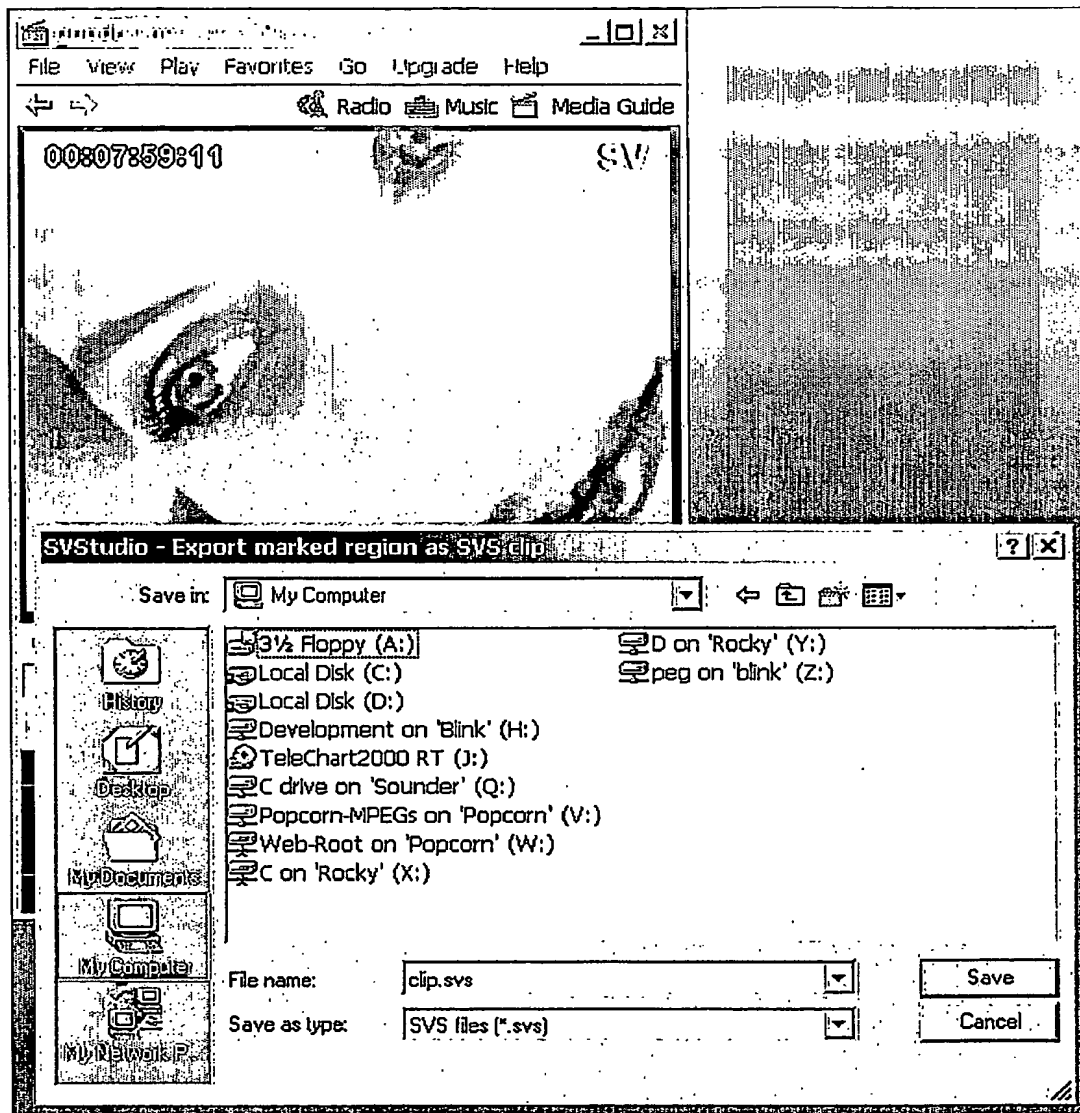 File View Play Favorites Go Upgrade Help
Radio Music Media Guide
00:07:59:11
SV
SVStudio - Export marked region as SVS clip
Save in: My Computer
3½ Floppy (A:)
Local Disk (C:)
Local Disk (D:)
Development on 'Blink' (H:)
TeleChart2000 RT (J:)
C drive on 'Sounder' (Q:)
Popcorn-MPEGs on 'Popcorn' (V:)
Web-Root on 'Popcorn' (W:)
C on 'Rocky' (X:)
D on 'Rocky' (Y:)
peg on 'blink' (Z:)
History
Desktop
My Documents
My Computer
My Network P...
File name: clip.svs
Save as type: SVS files (*.svs)
Save
Cancel